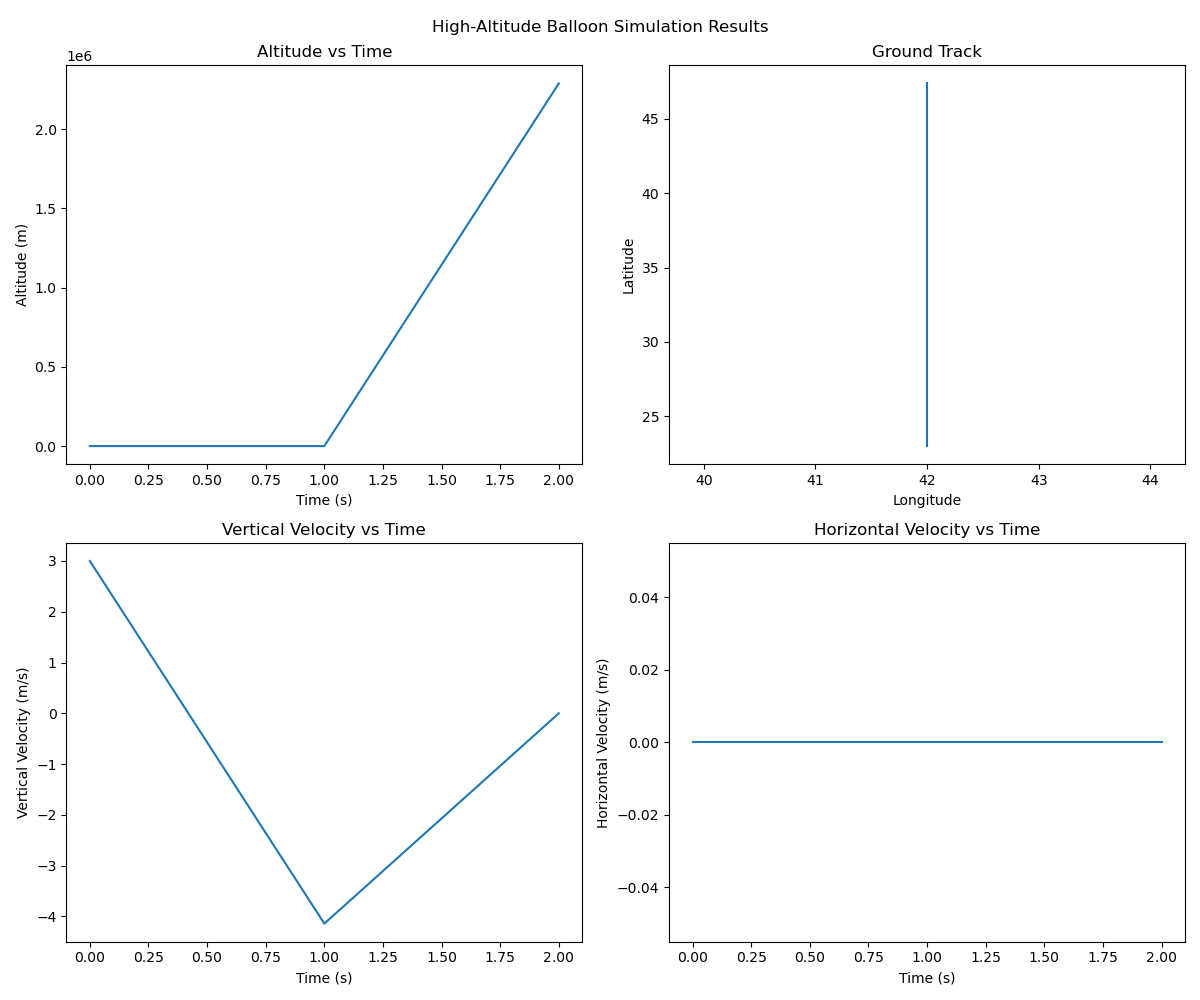 High-Altitude Balloon Simulation Results
Altitude vs Time
1e6
2.0
1.5
1.0
0.5
0.0
Altitude (m)
0.00 0.25 0.50 0.75 1.00 1.25 1.50 1.75 2.00
Time (s)
Ground Track
45
40
35
30
25
Latitude
40 41 42 43 44
Longitude
Vertical Velocity vs Time
3
2
1
0
−1
−2
−3
−4
Vertical Velocity (m/s)
0.00 0.25 0.50 0.75 1.00 1.25 1.50 1.75 2.00
Time (s)
Horizontal Velocity vs Time
0.04
0.02
0.00
−0.02
−0.04
Horizontal Velocity (m/s)
0.00 0.25 0.50 0.75 1.00 1.25 1.50 1.75 2.00
Time (s)